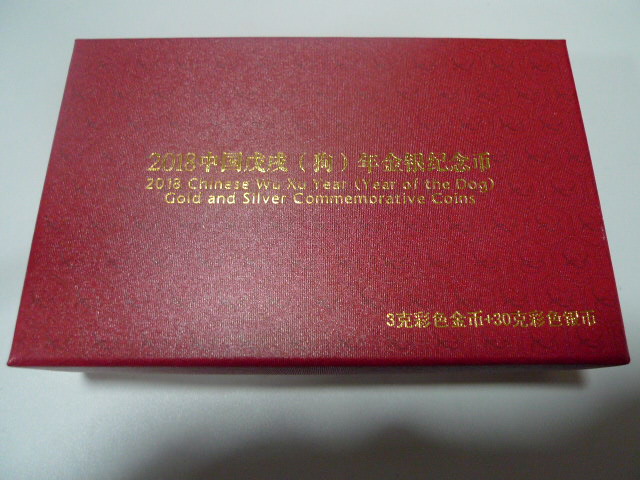 2018中国戊戌（狗）年金银纪念币
2018 Chinese Wu Xu Year (Year of the Dog)
Gold and Silver Commemorative Coins
3克彩色金币+30克彩色银币